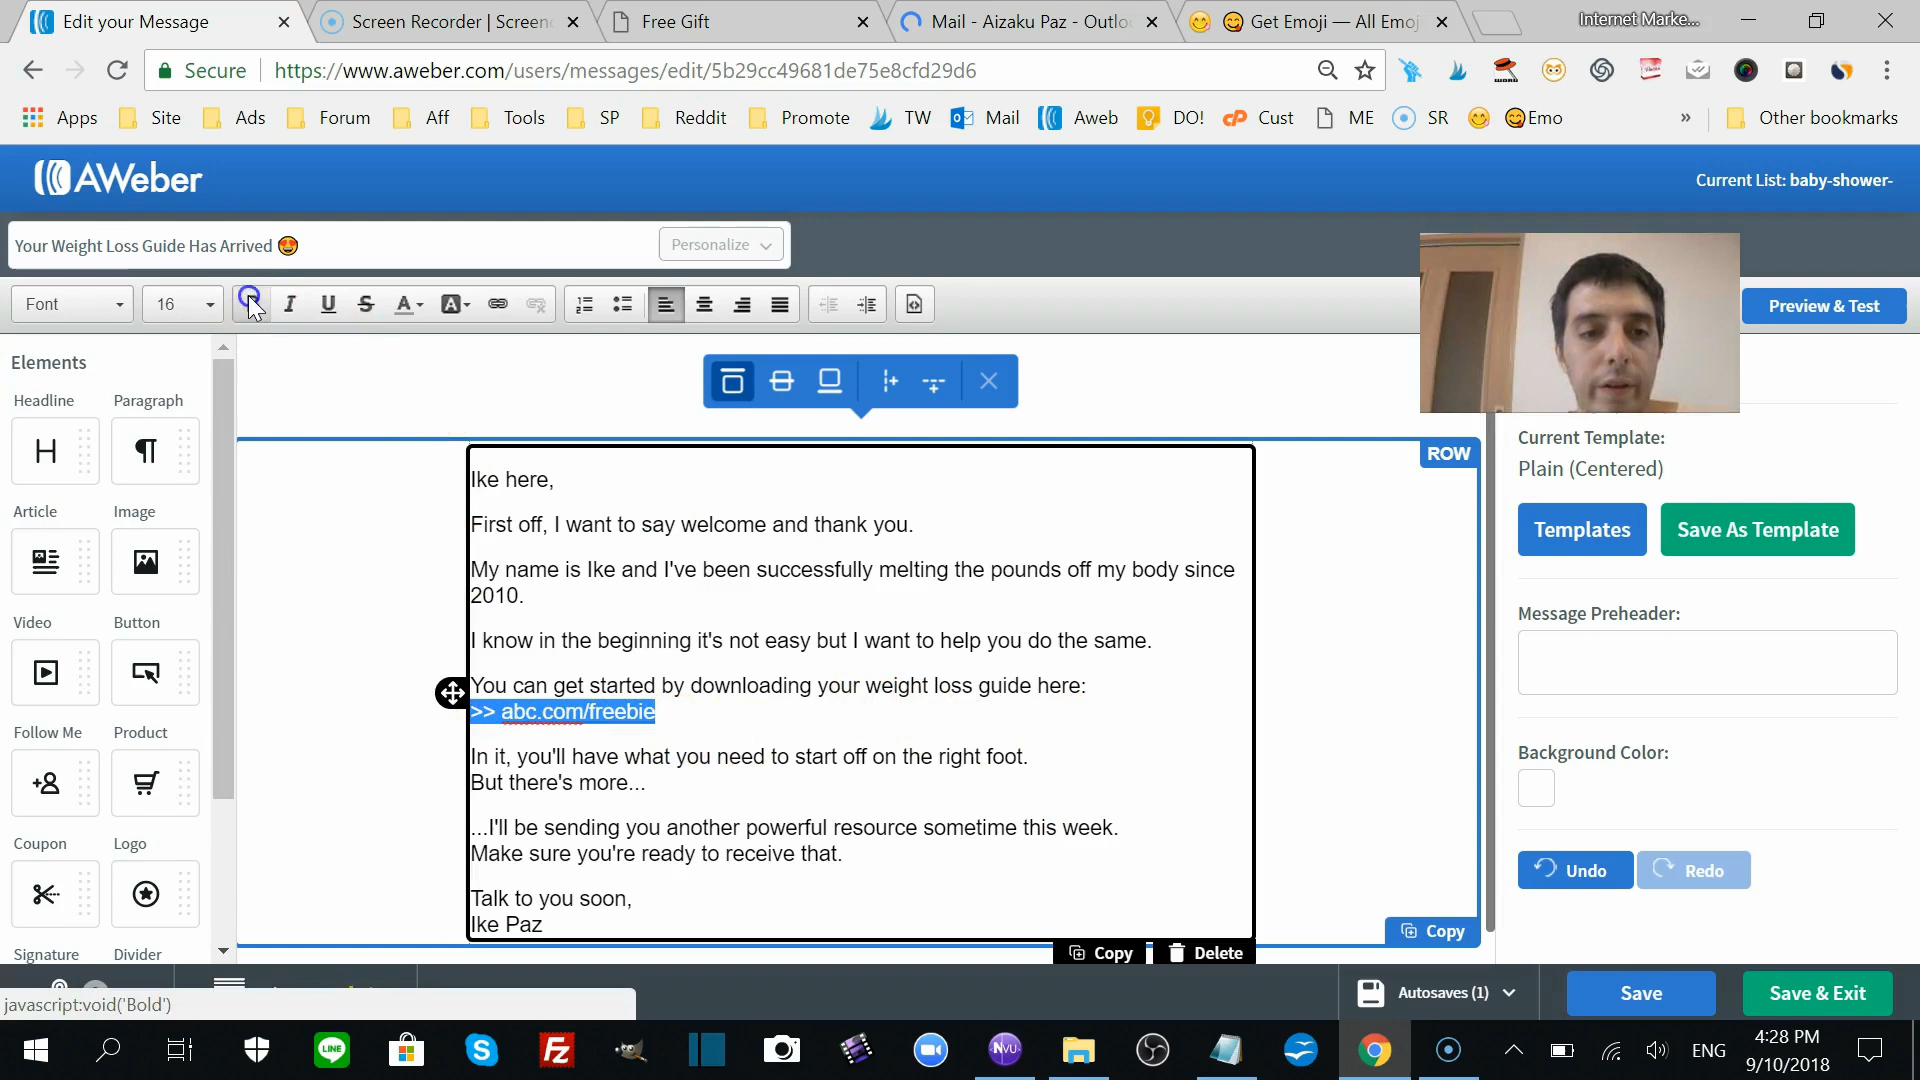 Edit your Message
Screen Recorder | Screen
Free Gift
Mail - Aizaku Paz - Outlo
Get Emoji — All Emoj
Internet Marke...
Secure
https://www.aweber.com/users/messages/edit/5b29cc49681de75e8cfd29d6
Apps
Site
Ads
Forum
Aff
Tools
SP
Reddit
Promote
TW
Mail
Aweb
DO!
Cust
ME
SR
Emo
»
Other bookmarks
AWeber
Current List: baby-shower-
Your Weight Loss Guide Has Arrived 😍
Personalize
Font
16
Preview & Test
Elements
Headline
Paragraph
Article
Image
Video
Button
Follow Me
Product
Coupon
Logo
Signature
Divider
ROW
Ike here,
First off, I want to say welcome and thank you.
My name is Ike and I've been successfully melting the pounds off my body since
2010.
I know in the beginning it's not easy but I want to help you do the same.
You can get started by downloading your weight loss guide here:
>> abc.com/freebie
In it, you'll have what you need to start off on the right foot.
But there's more...
...I'll be sending you another powerful resource sometime this week.
Make sure you're ready to receive that.
Talk to you soon,
Ike Paz
Copy
Copy
Delete
Current Template:
Plain (Centered)
Templates
Save As Template
Message Preheader:
Background Color:
Undo
Redo
javascript:void('Bold')
Autosaves (1)
Save
Save & Exit
ENG
4:28 PM
9/10/2018